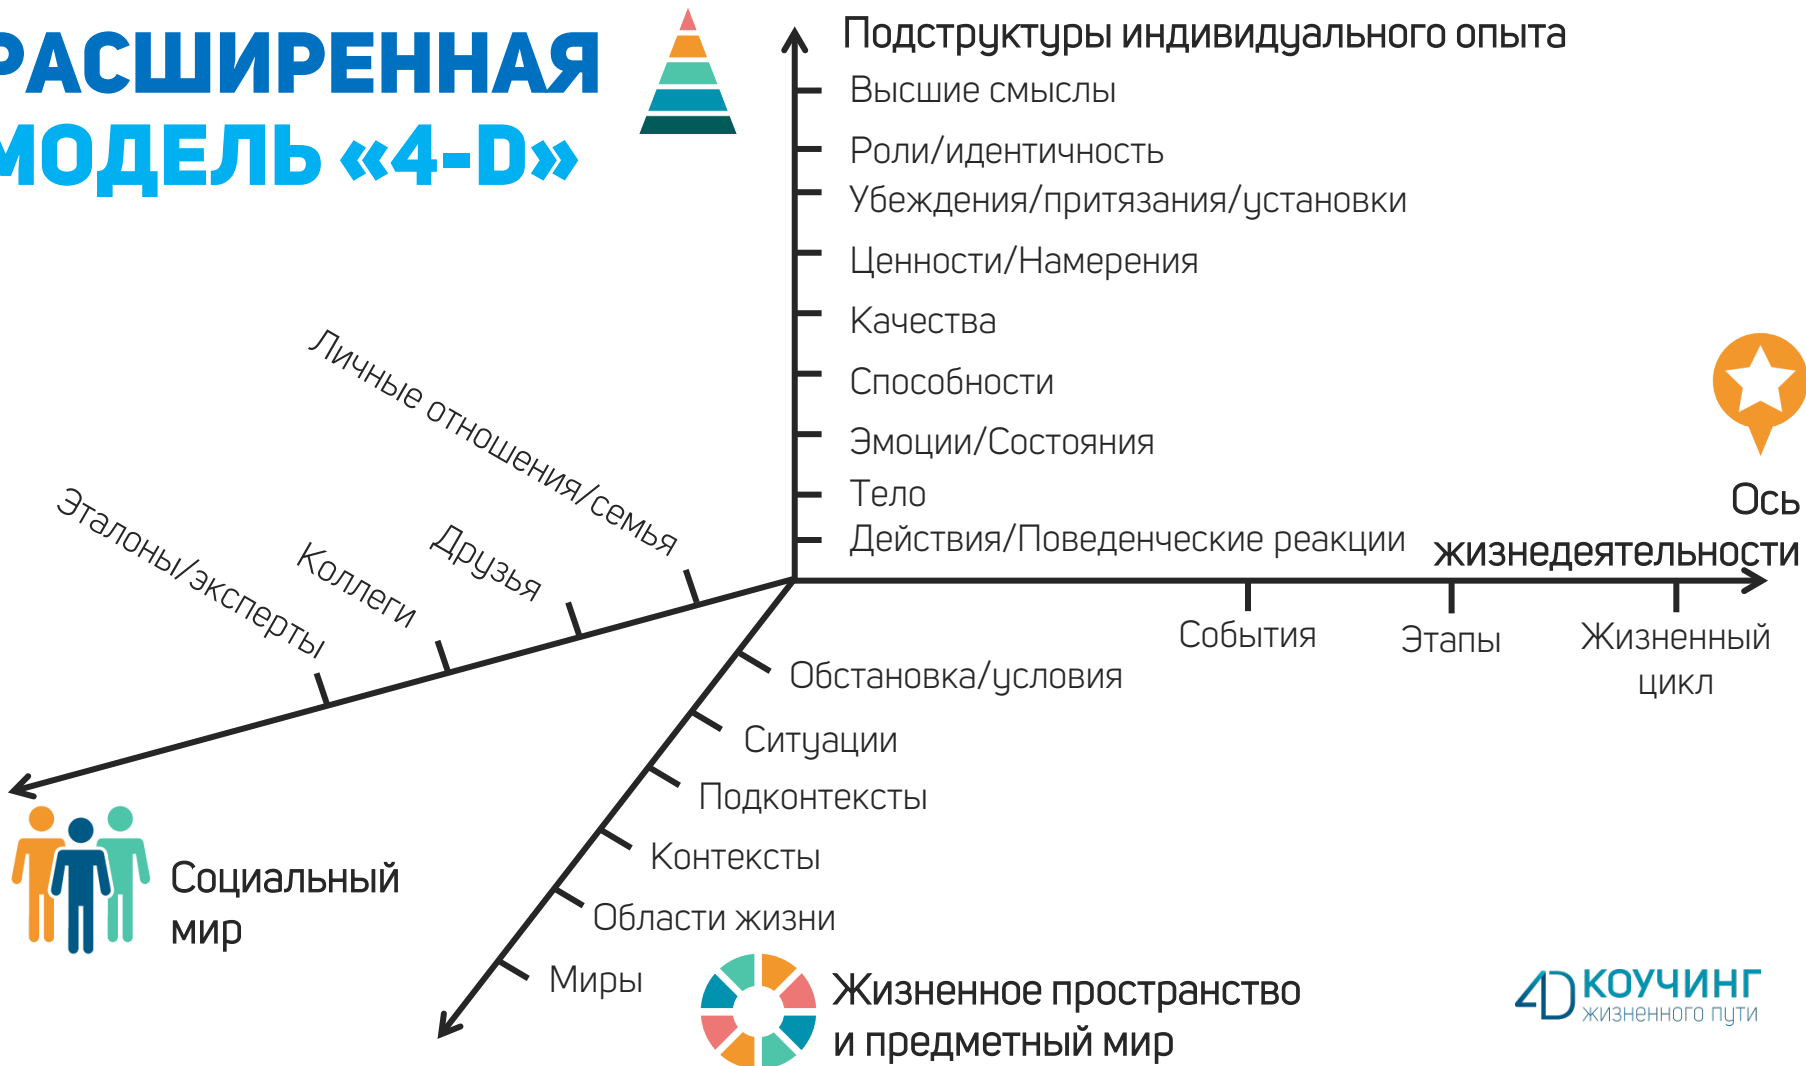 РАСШИРЕННАЯ
МОДЕЛЬ «4-D»
Подструктуры индивидуального опыта
Высшие смыслы
Роли/идентичность
Убеждения/притязания/установки
Ценности/Намерения
Качества
Способности
Эмоции/Состояния
Тело
Действия/Поведенческие реакции
Ось
жизнедеятельности
События
Этапы
Жизненный
цикл
Личные отношения/семья
Друзья
Коллеги
Эталоны/эксперты
Социальный
мир
Обстановка/условия
Ситуации
Подконтексты
Контексты
Области жизни
Миры
Жизненное пространство
и предметный мир
4D КОУЧИНГ
жизненного пути